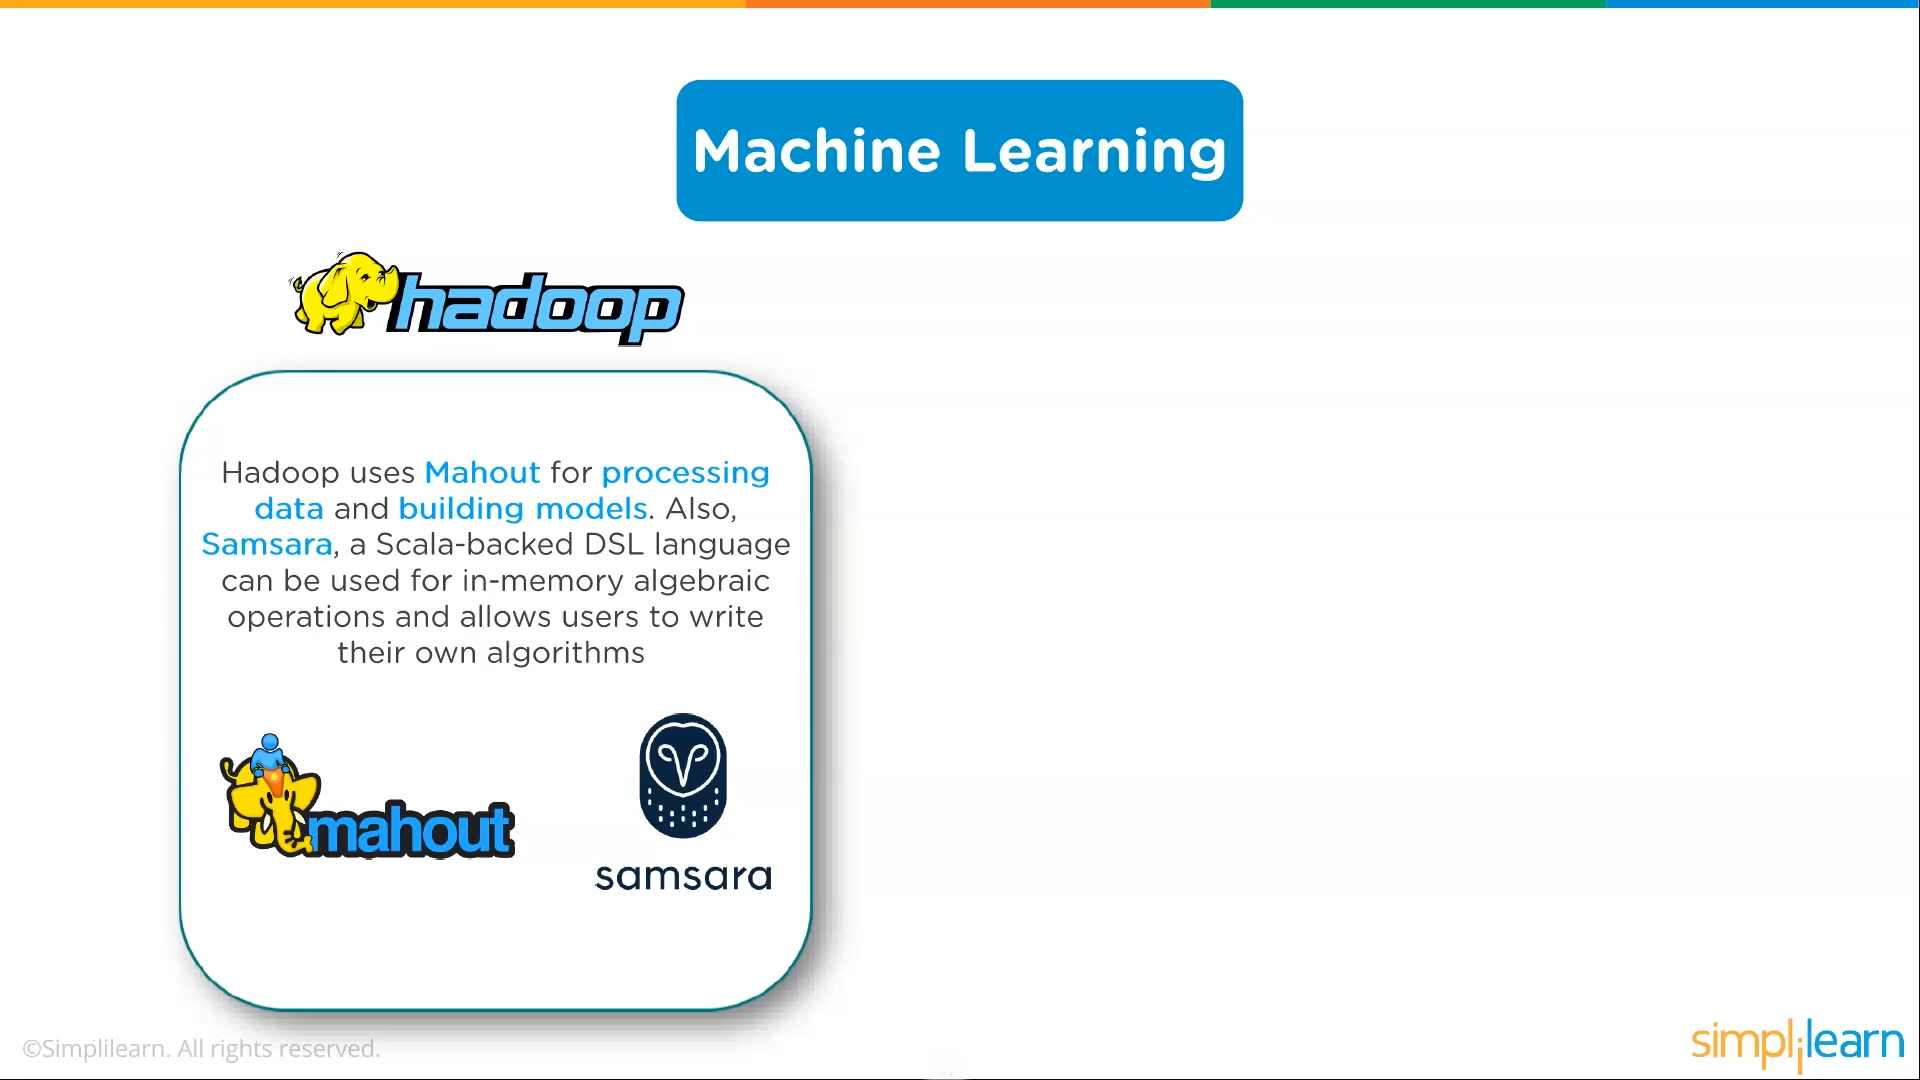 Machine Learning
hadoop
Hadoop uses Mahout for processing
data and building models. Also,
Samsara, a Scala-backed DSL language
can be used for in-memory algebraic
operations and allows users to write
their own algorithms
mahout
samsara
©Simplilearn. All rights reserved.
simplilearn